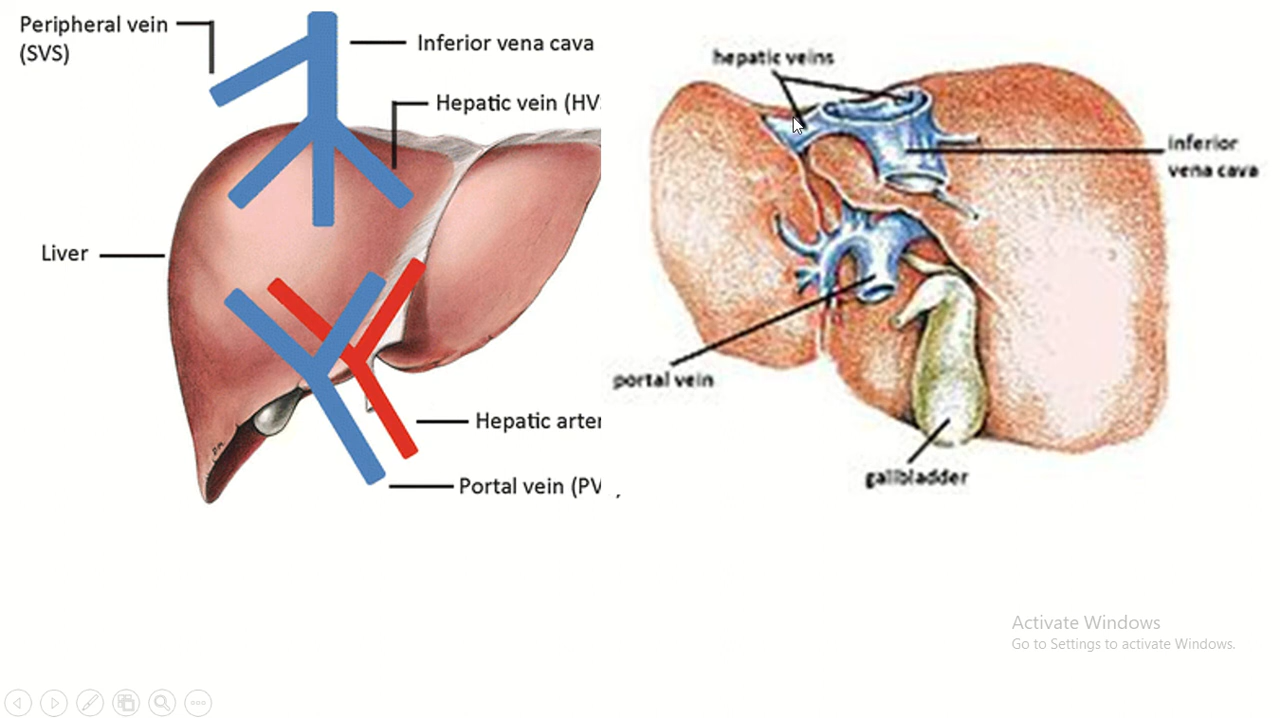 Peripheral vein
(SVS)
Inferior vena cava
Hepatic vein (HV
Liver
Hepatic arter
Portal vein (PV
hepatic veins
inferior
vena cava
portal vein
gallbladder
Activate Windows
Go to Settings to activate Windows.